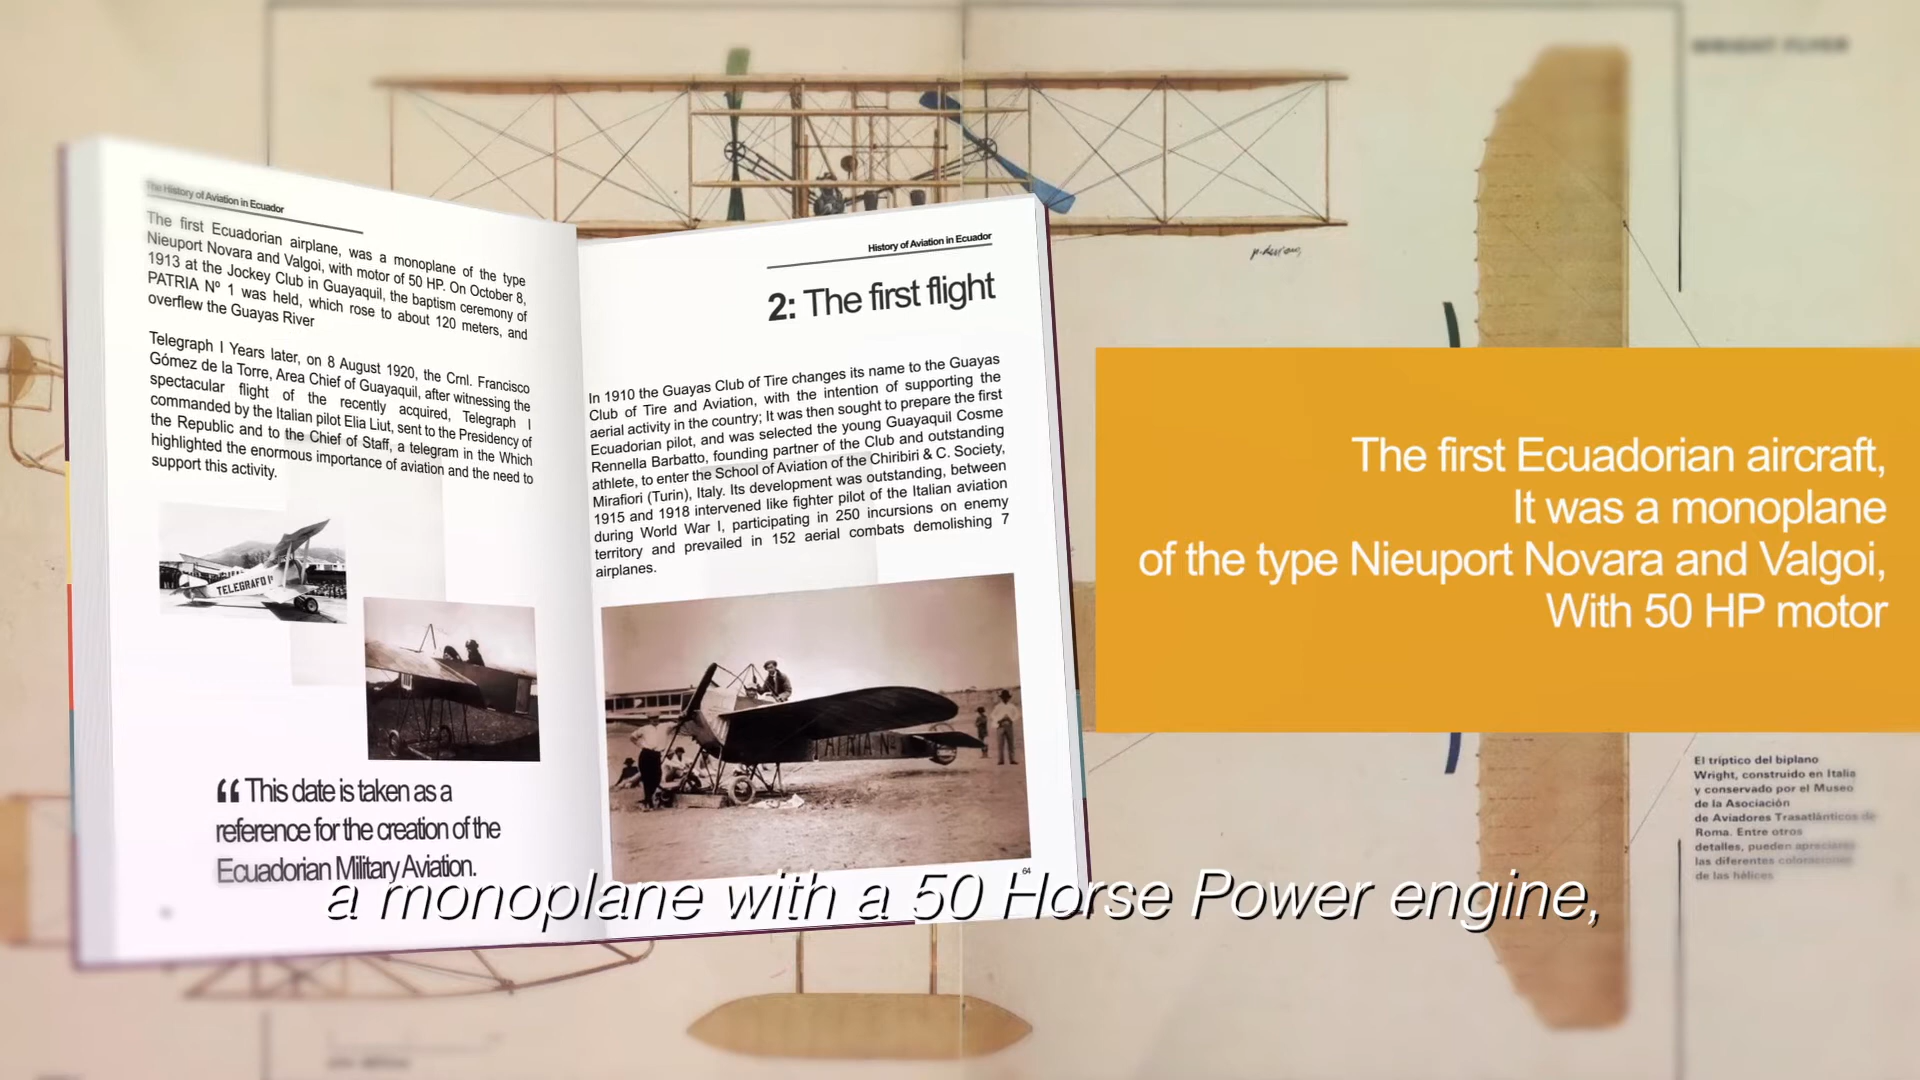 WRIGHT FLYER
The History of Aviation in Ecuador
The first Ecuadorian airplane, was a monoplane of the type
Nieuport Novara and Valgoi, with motor of 50 HP. On October 8,
1913 at the Jockey Club in Guayaquil, the baptism ceremony of
PATRIA Nº 1 was held, which rose to about 120 meters, and
overflew the Guayas River
Telegraph I Years later, on 8 August 1920, the Crnl. Francisco
Gómez de la Torre, Area Chief of Guayaquil, after witnessing the
spectacular flight of the recently acquired, Telegraph I
commanded by the Italian pilot Elia Liut, sent to the Presidency of
the Republic and to the Chief of Staff, a telegram in the Which
highlighted the enormous importance of aviation and the need to
support this activity.
TELEGRAFO I
“ This date is taken as a
reference for the creation of the
Ecuadorian Military Aviation.
History of Aviation in Ecuador
2: The first flight
In 1910 the Guayas Club of Tire changes its name to the Guayas
Club of Tire and Aviation, with the intention of supporting the
aerial activity in the country; It was then sought to prepare the first
Ecuadorian pilot, and was selected the young Guayaquil Cosme
Rennella Barbatto, founding partner of the Club and outstanding
athlete, to enter the School of Aviation of the Chiribiri & C. Society,
Mirafiori (Turin), Italy. Its development was outstanding, between
1915 and 1918 intervened like fighter pilot of the Italian aviation
during World War I, participating in 250 incursions on enemy
territory and prevailed in 152 aerial combats demolishing 7
airplanes.
PATRIA Nº
64
The first Ecuadorian aircraft,
It was a monoplane
of the type Nieuport Novara and Valgoi,
With 50 HP motor
El tríptico del biplano
Wright, construido en Italia
y conservado por el Museo
de la Asociación
de Aviadores Trasatlánticos de
Roma. Entre otros
detalles, pueden apreciarse
las diferentes coloraciones
de las hélices
a monoplane with a 50 Horse Power engine,